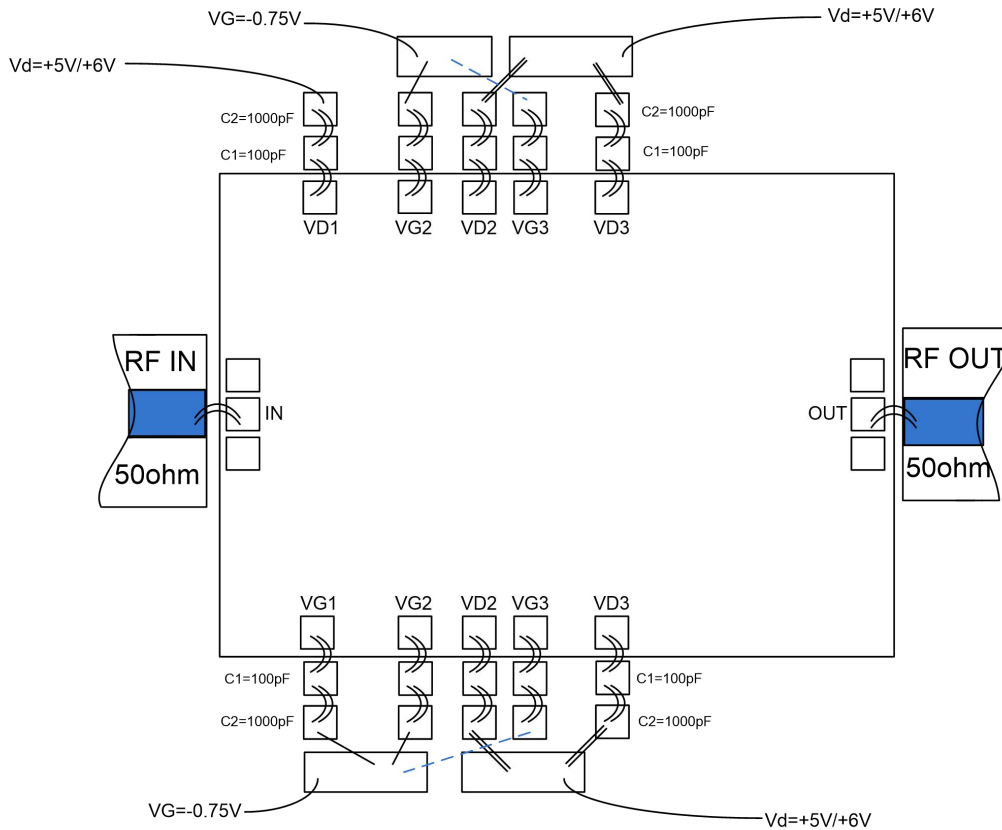 VG=-0.75V
Vd=+5V/+6V
Vd=+5V/+6V
C2=1000pF
C2=1000pF
C1=100pF
C1=100pF
VD1
VG2
VD2
VG3
VD3
RF IN
RF OUT
IN
OUT
50ohm
50ohm
VG1
VG2
VD2
VG3
VD3
C1=100pF
C1=100pF
C2=1000pF
C2=1000pF
VG=-0.75V
Vd=+5V/+6V